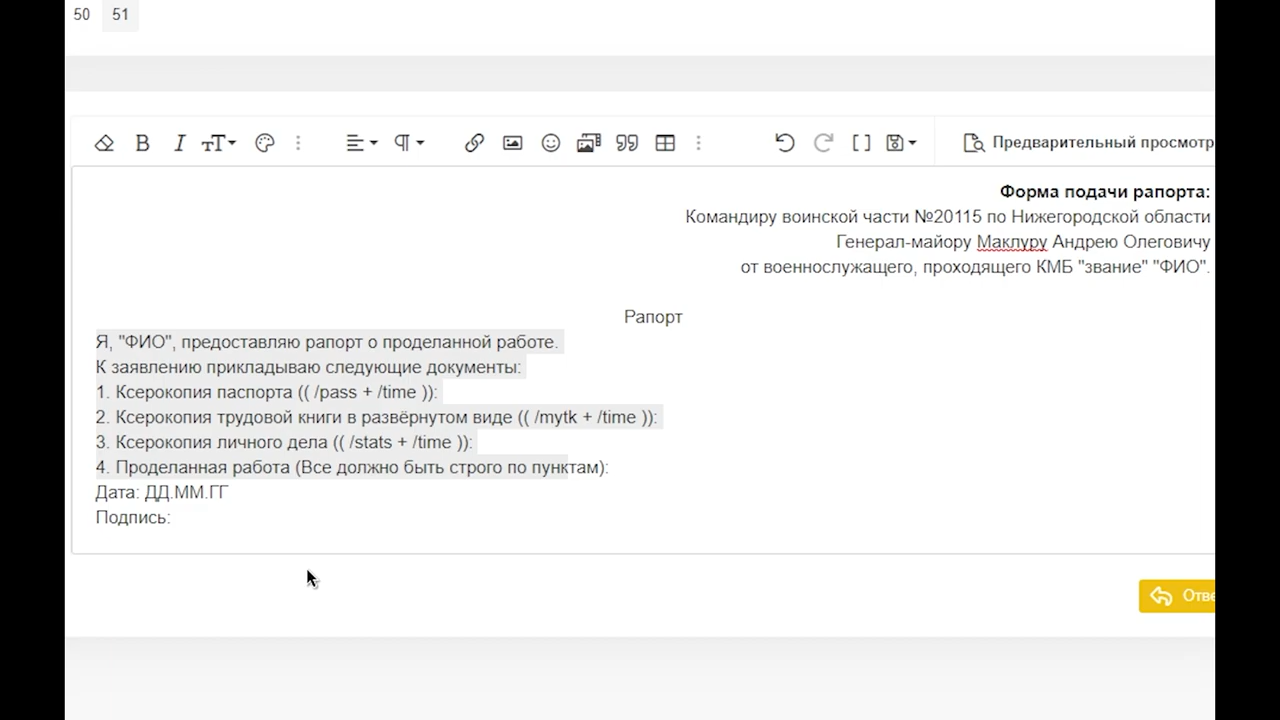 50 51
Предварительный просмотр
Форма подачи рапорта:
Командиру воинской части №20115 по Нижегородской области
Генерал-майору Маклуру Андрею Олеговичу
от военнослужащего, проходящего КМБ "звание" "ФИО".
Рапорт
Я, "ФИО", предоставляю рапорт о проделанной работе.
К заявлению прикладываю следующие документы:
1. Ксерокопия паспорта (( /pass + /time )):
2. Ксерокопия трудовой книги в развёрнутом виде (( /mytk + /time )):
3. Ксерокопия личного дела (( /stats + /time )):
4. Проделанная работа (Все должно быть строго по пунктам):
Дата: ДД.ММ.ГГ
Подпись:
Отве